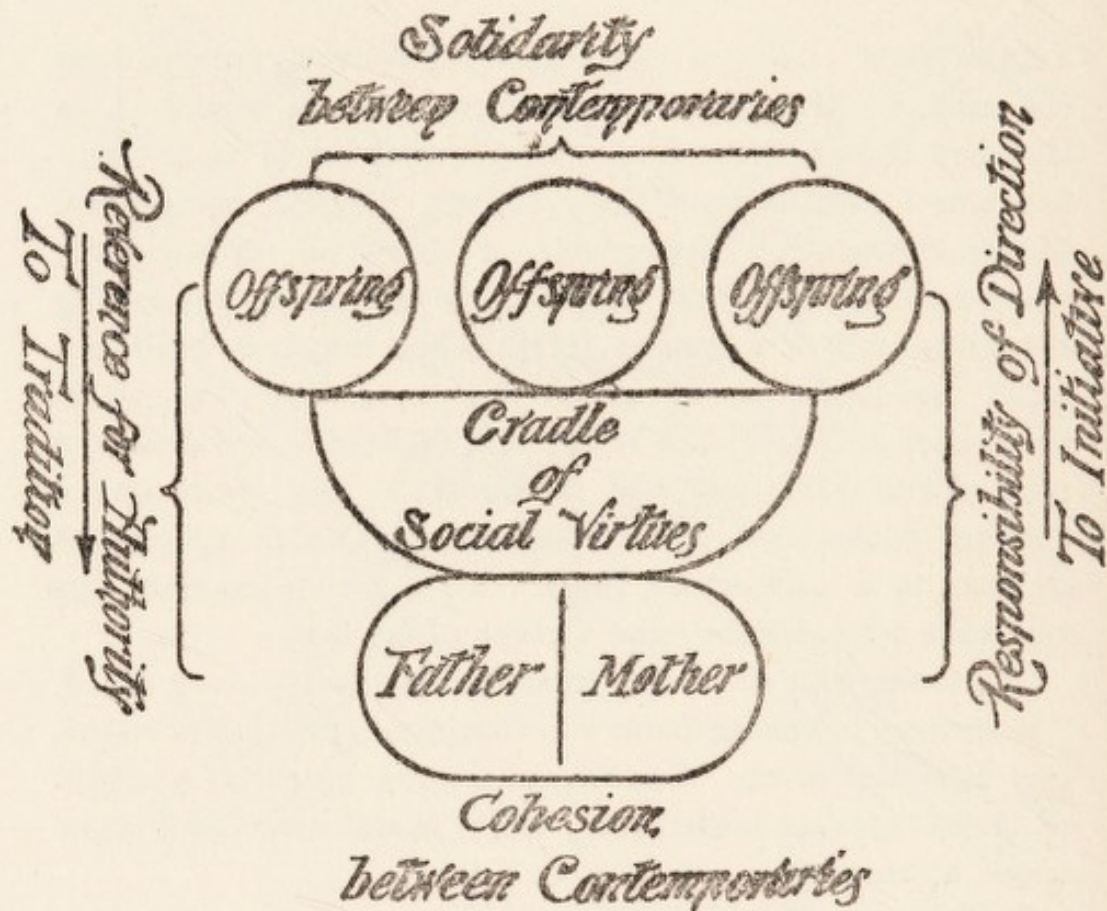 Solidarity
between Contemporaries
Offspring
Offspring
Offspring
Cradle
of
Social Virtues
Father
Mother
Cohesion
between Contemporaries
Reverence for Authority
To Tradition
Responsibility of Direction
To Initiative